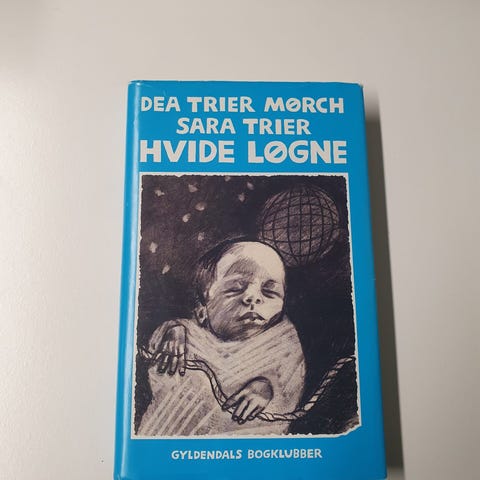 DEA TRIER MØRCH
SARA TRIER
HVIDE LØGNE
GYLDENDALS BOGKLUBBER